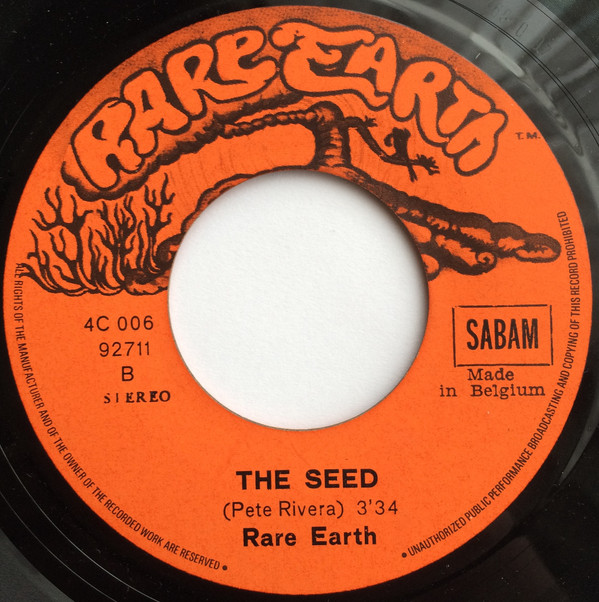 RARE EARTH
T.M.
4C 006
92711
B
STEREO
SABAM
Made
in Belgium
THE SEED
(Pete Rivera) 3'34
Rare Earth
ALL RIGHTS OF THE MANUFACTURER AND OF THE OWNER OF THE RECORDED WORK ARE RESERVED •
• UNAUTHORIZED PUBLIC PERFORMANCE BROADCASTING AND COPYING OF THIS RECORD PROHIBITED